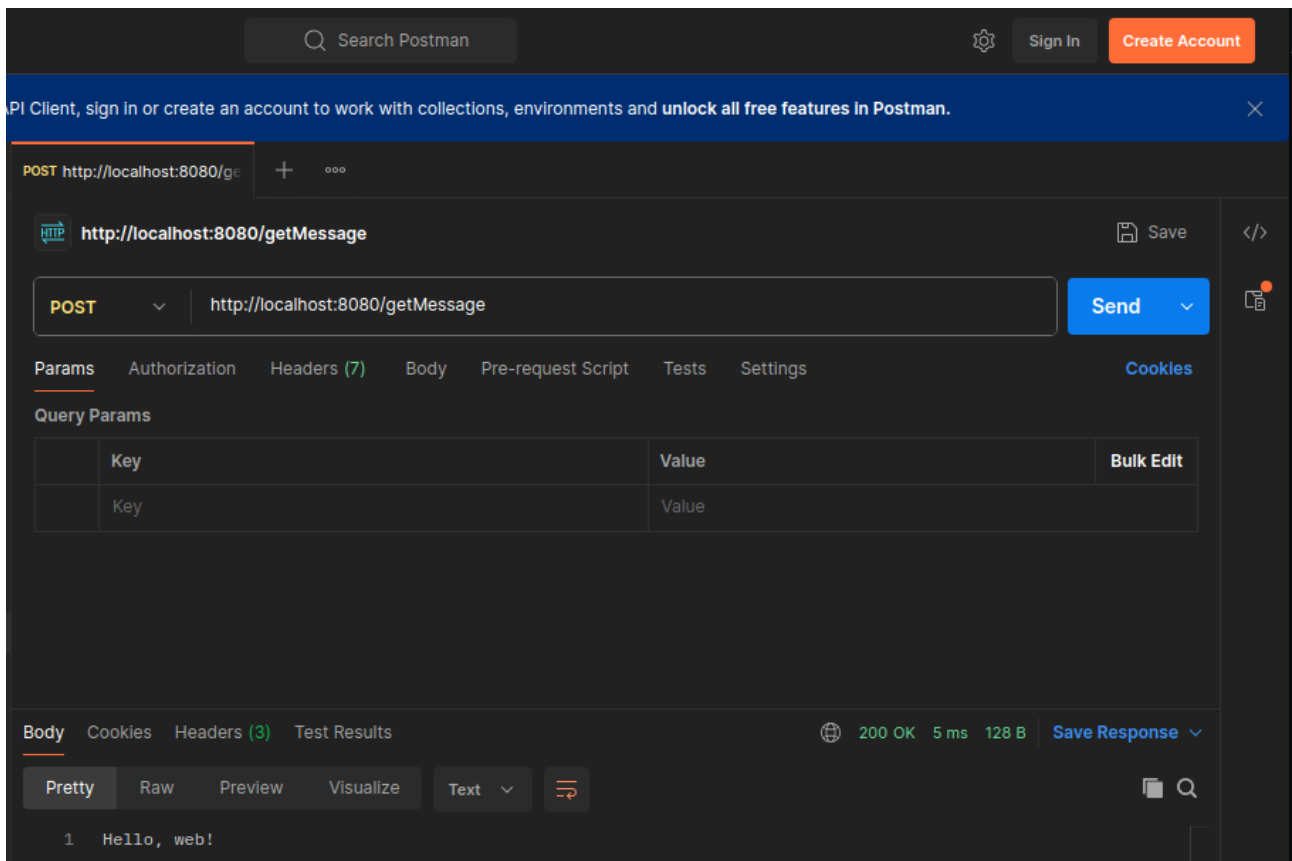 Search Postman
Sign In
Create Account
API Client, sign in or create an account to work with collections, environments and unlock all free features in Postman.
POST http://localhost:8080/ge
HTTP http://localhost:8080/getMessage
Save
</>
POST
http://localhost:8080/getMessage
Send
Params Authorization Headers (7) Body Pre-request Script Tests Settings
Cookies
Query Params
Key Value Bulk Edit
Key Value
Body Cookies Headers (3) Test Results
200 OK 5 ms 128 B Save Response
Pretty Raw Preview Visualize Text
1 Hello, web!